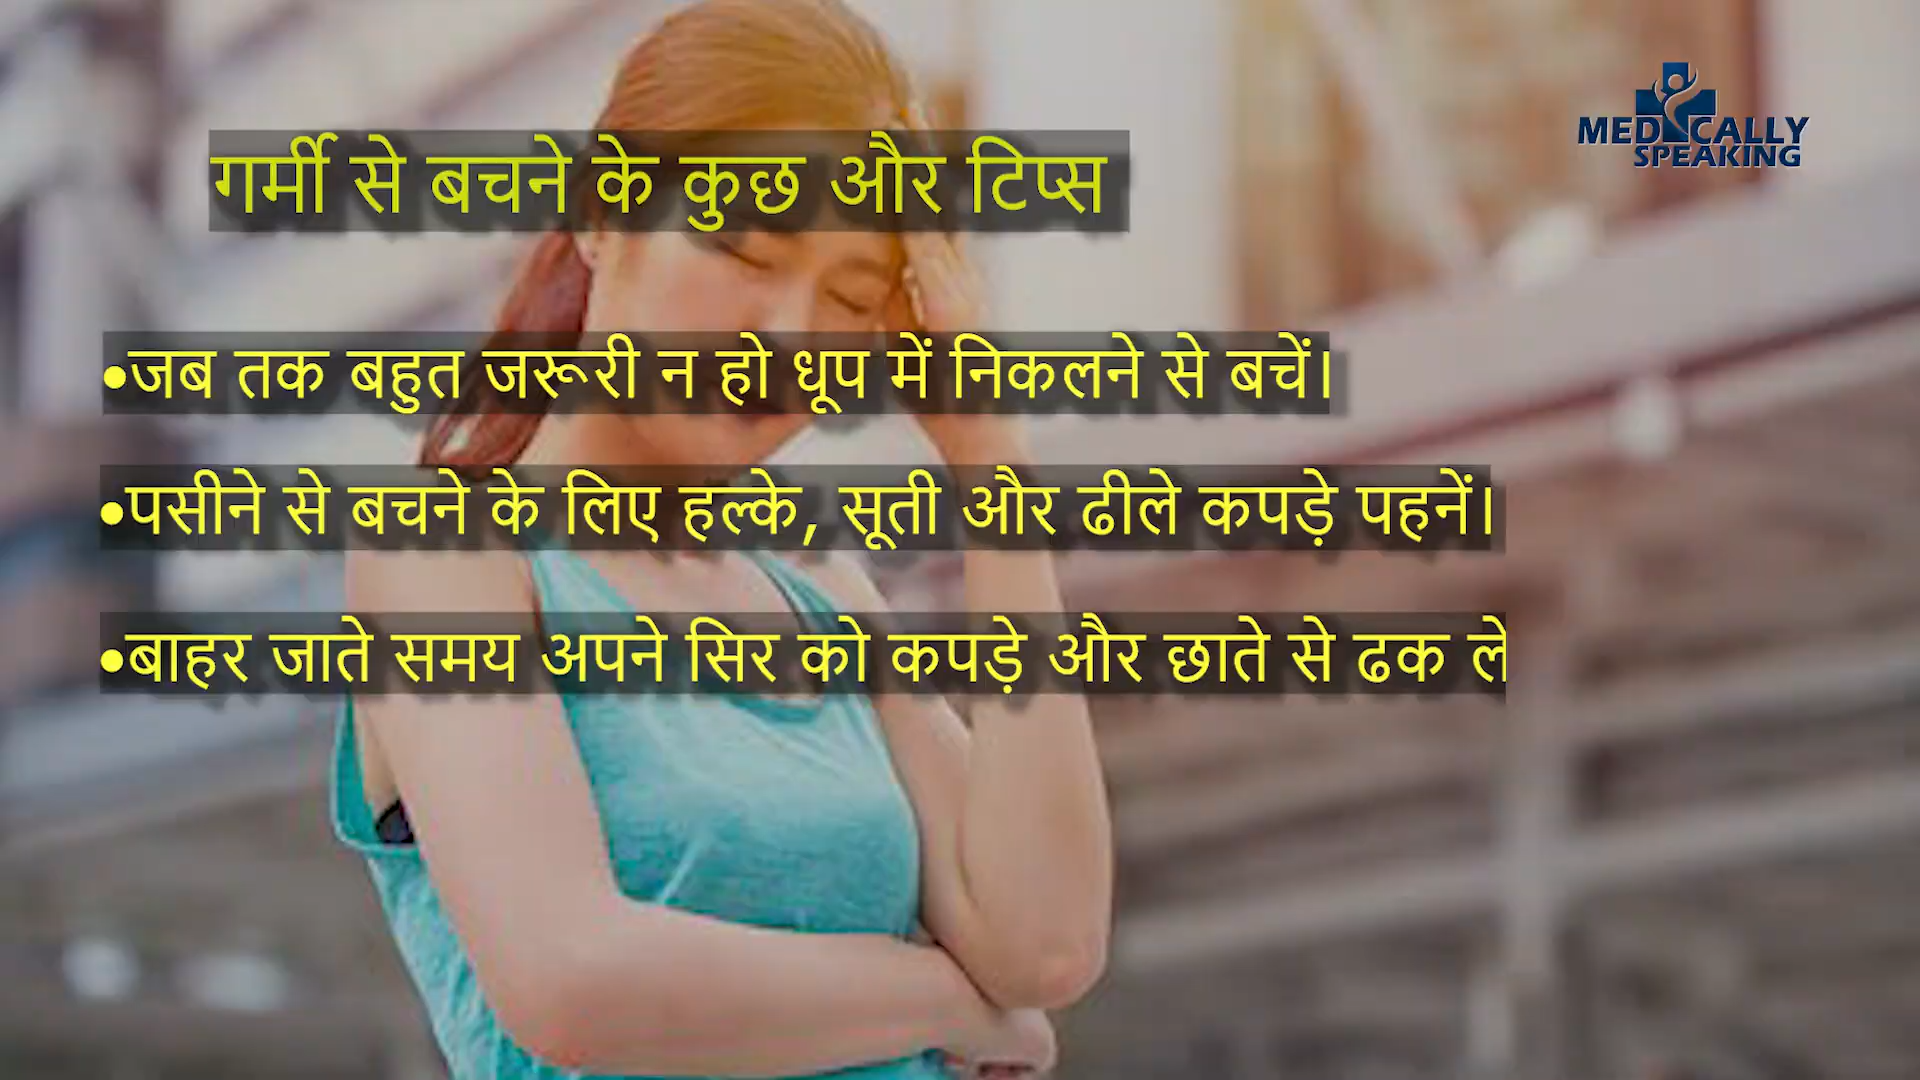 MEDICALLY
SPEAKING
गर्मी से बचने के कुछ और टिप्स
•जब तक बहुत जरूरी न हो धूप में निकलने से बचें।
•पसीने से बचने के लिए हल्के, सूती और ढीले कपड़े पहनें।
•बाहर जाते समय अपने सिर को कपड़े और छाते से ढक ले